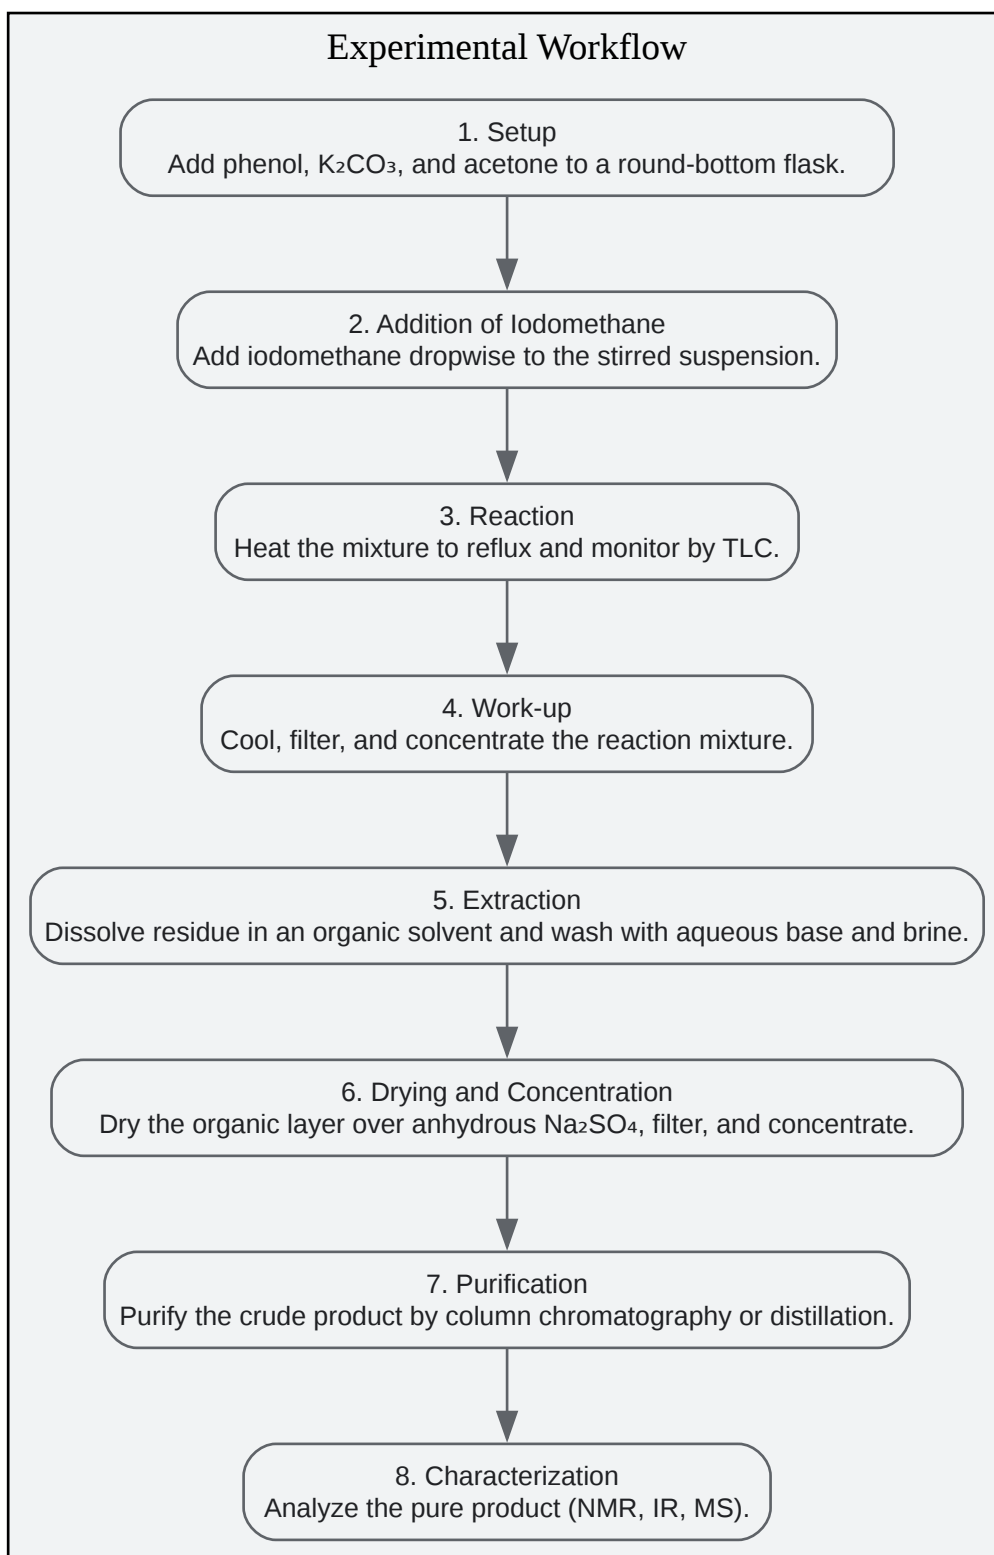 Experimental Workflow
1. Setup
Add phenol, K₂CO₃, and acetone to a round-bottom flask.
2. Addition of Iodomethane
Add iodomethane dropwise to the stirred suspension.
3. Reaction
Heat the mixture to reflux and monitor by TLC.
4. Work-up
Cool, filter, and concentrate the reaction mixture.
5. Extraction
Dissolve residue in an organic solvent and wash with aqueous base and brine.
6. Drying and Concentration
Dry the organic layer over anhydrous Na₂SO₄, filter, and concentrate.
7. Purification
Purify the crude product by column chromatography or distillation.
8. Characterization
Analyze the pure product (NMR, IR, MS).